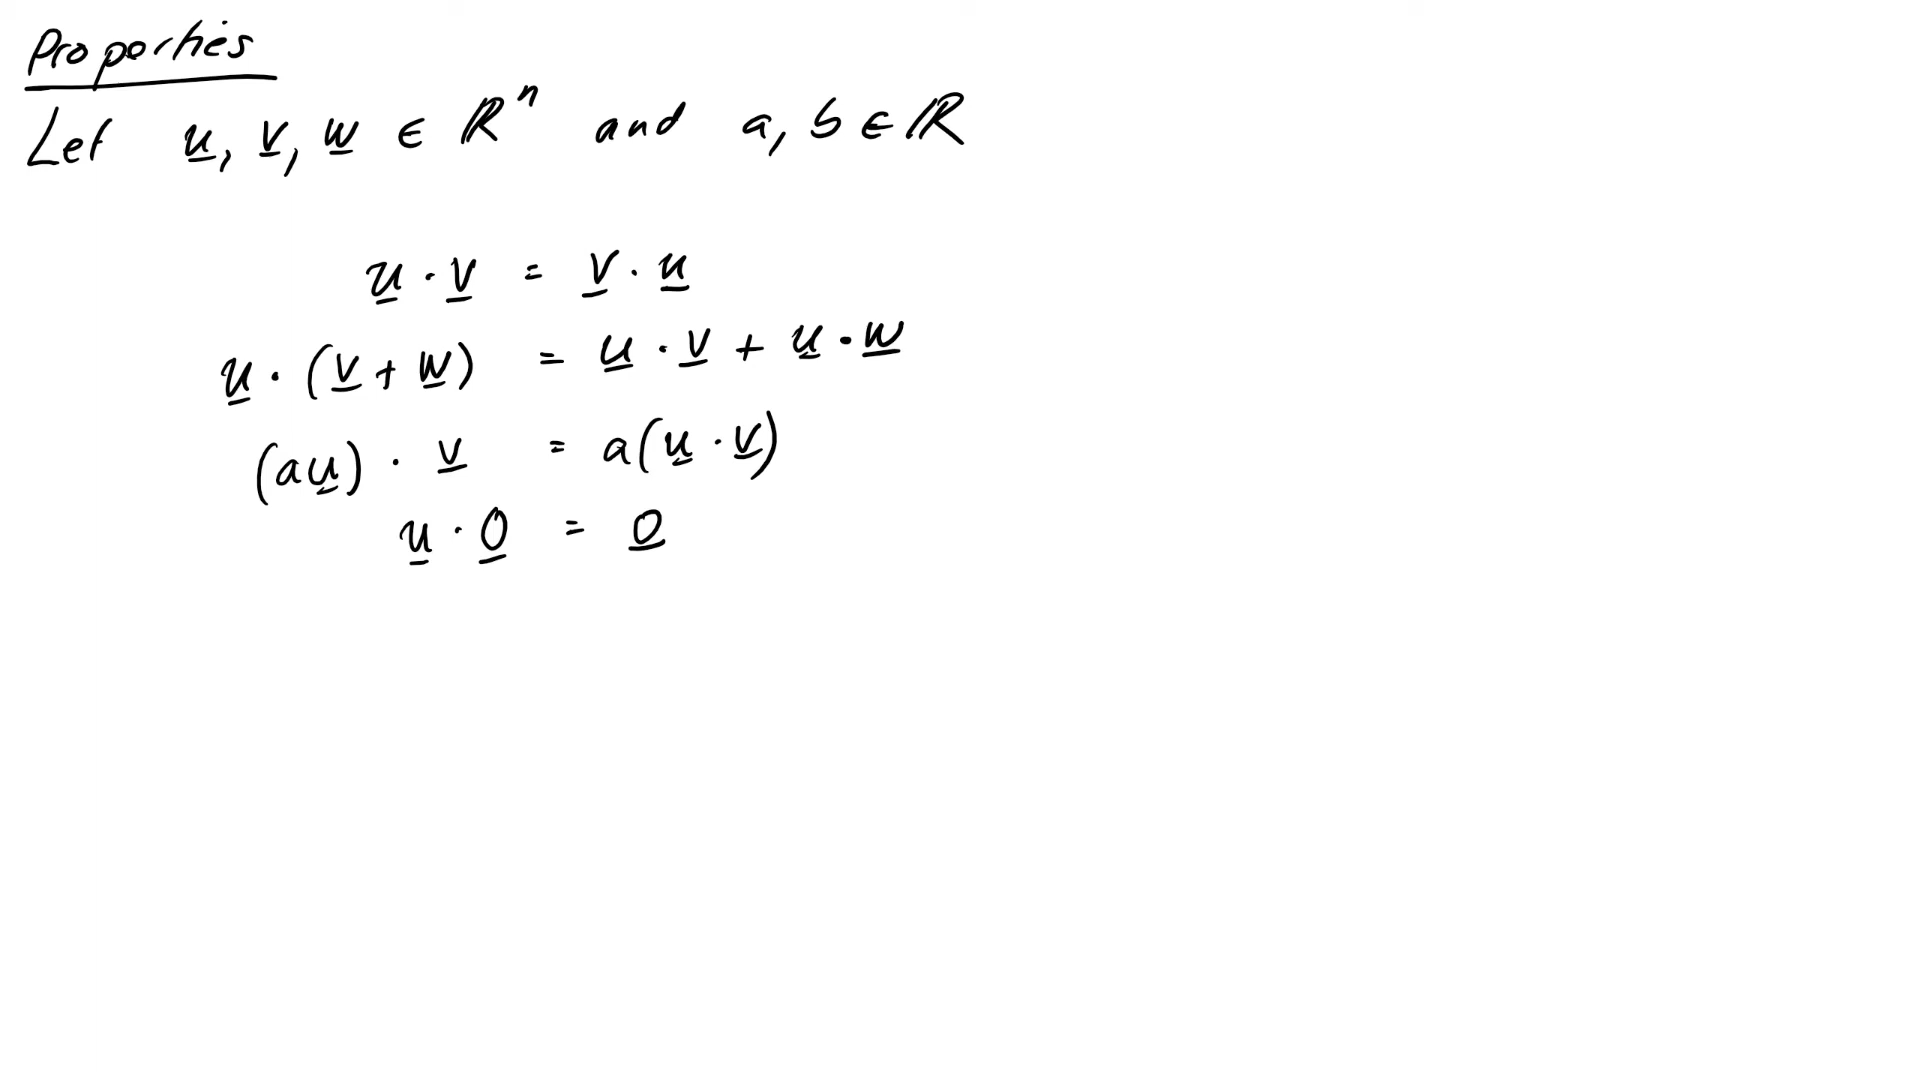 Properties
Let u, v, w ∈ ℝⁿ and a, b ∈ ℝ
u · v = v · u
u · (v + w) = u · v + u · w
(au) · v = a(u · v)
u · 0 = 0